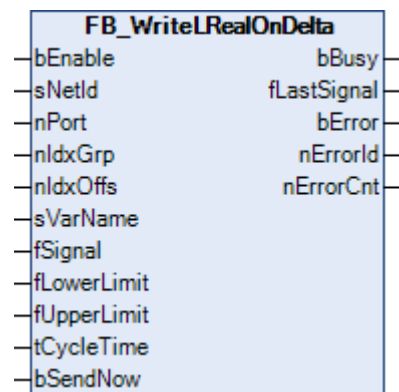 FB_WriteLRealOnDelta
bEnable bBusy
sNetId fLastSignal
nPort bError
nIdxGrp nErrorId
nIdxOffs nErrorCnt
sVarName
fSignal
fLowerLimit
fUpperLimit
tCycleTime
bSendNow